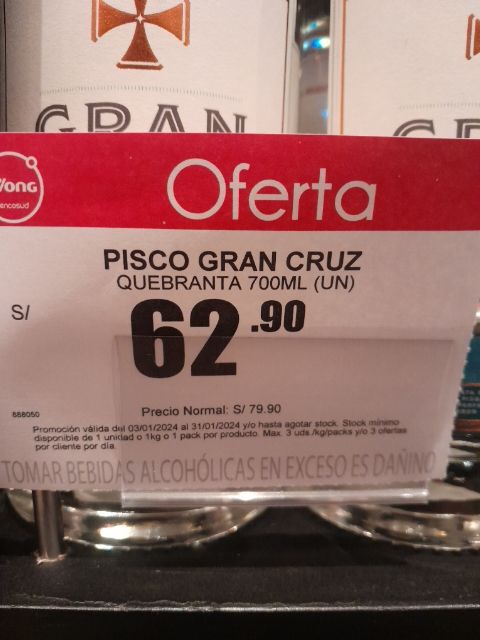 GRAN
Wong
cencosud
Oferta
PISCO GRAN CRUZ
QUEBRANTA 700ML (UN)
S/
62.90
Precio Normal: S/ 79.90
888050
Promoción válida del 03/01/2024 al 31/01/2024 y/o hasta agotar stock. Stock mínimo
disponible de 1 unidad o 1kg o 1 pack por producto. Max. 3 uds./kg/packs y/o 3 ofertas
por cliente por día.
TOMAR BEBIDAS ALCOHÓLICAS EN EXCESO ES DAÑINO